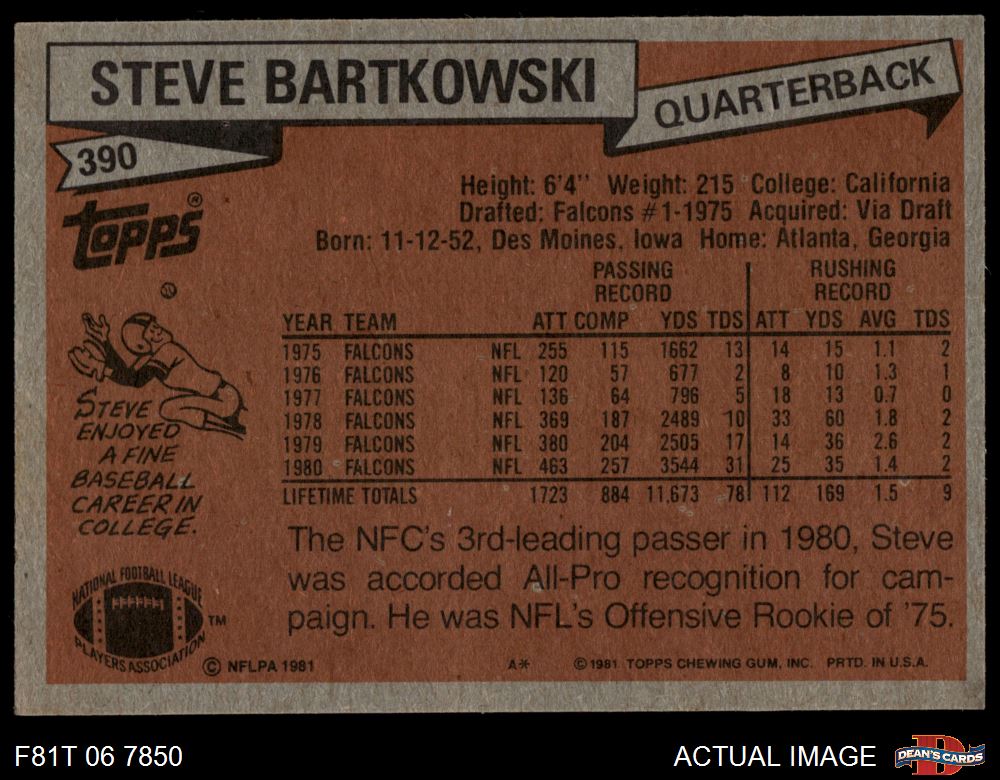 STEVE BARTKOWSKI
QUARTERBACK
390
TOPPS®
Height: 6'4" Weight: 215 College: California
Drafted: Falcons #1-1975 Acquired: Via Draft
Born: 11-12-52, Des Moines, Iowa Home: Atlanta, Georgia
PASSING RECORD RUSHING RECORD
YEAR TEAM ATT COMP YDS TDS ATT YDS AVG TDS
1975 FALCONS NFL 255 115 1662 13 14 15 1.1 2
1976 FALCONS NFL 120 57 677 2 8 10 1.3 1
1977 FALCONS NFL 136 64 796 5 18 13 0.7 0
1978 FALCONS NFL 369 187 2489 10 33 60 1.8 2
1979 FALCONS NFL 380 204 2505 17 14 36 2.6 2
1980 FALCONS NFL 463 257 3544 31 25 35 1.4 2
LIFETIME TOTALS 1723 884 11,673 78 112 169 1.5 9
STEVE
ENJOYED
A FINE
BASEBALL
CAREER IN
COLLEGE.
The NFC's 3rd-leading passer in 1980, Steve
was accorded All-Pro recognition for cam-
paign. He was NFL's Offensive Rookie of '75.
NATIONAL FOOTBALL LEAGUE
PLAYERS ASSOCIATION
TM
© NFLPA 1981 A* © 1981 TOPPS CHEWING GUM, INC. PRTD. IN U.S.A.
F81T 06 7850 ACTUAL IMAGE DEAN'S CARDS